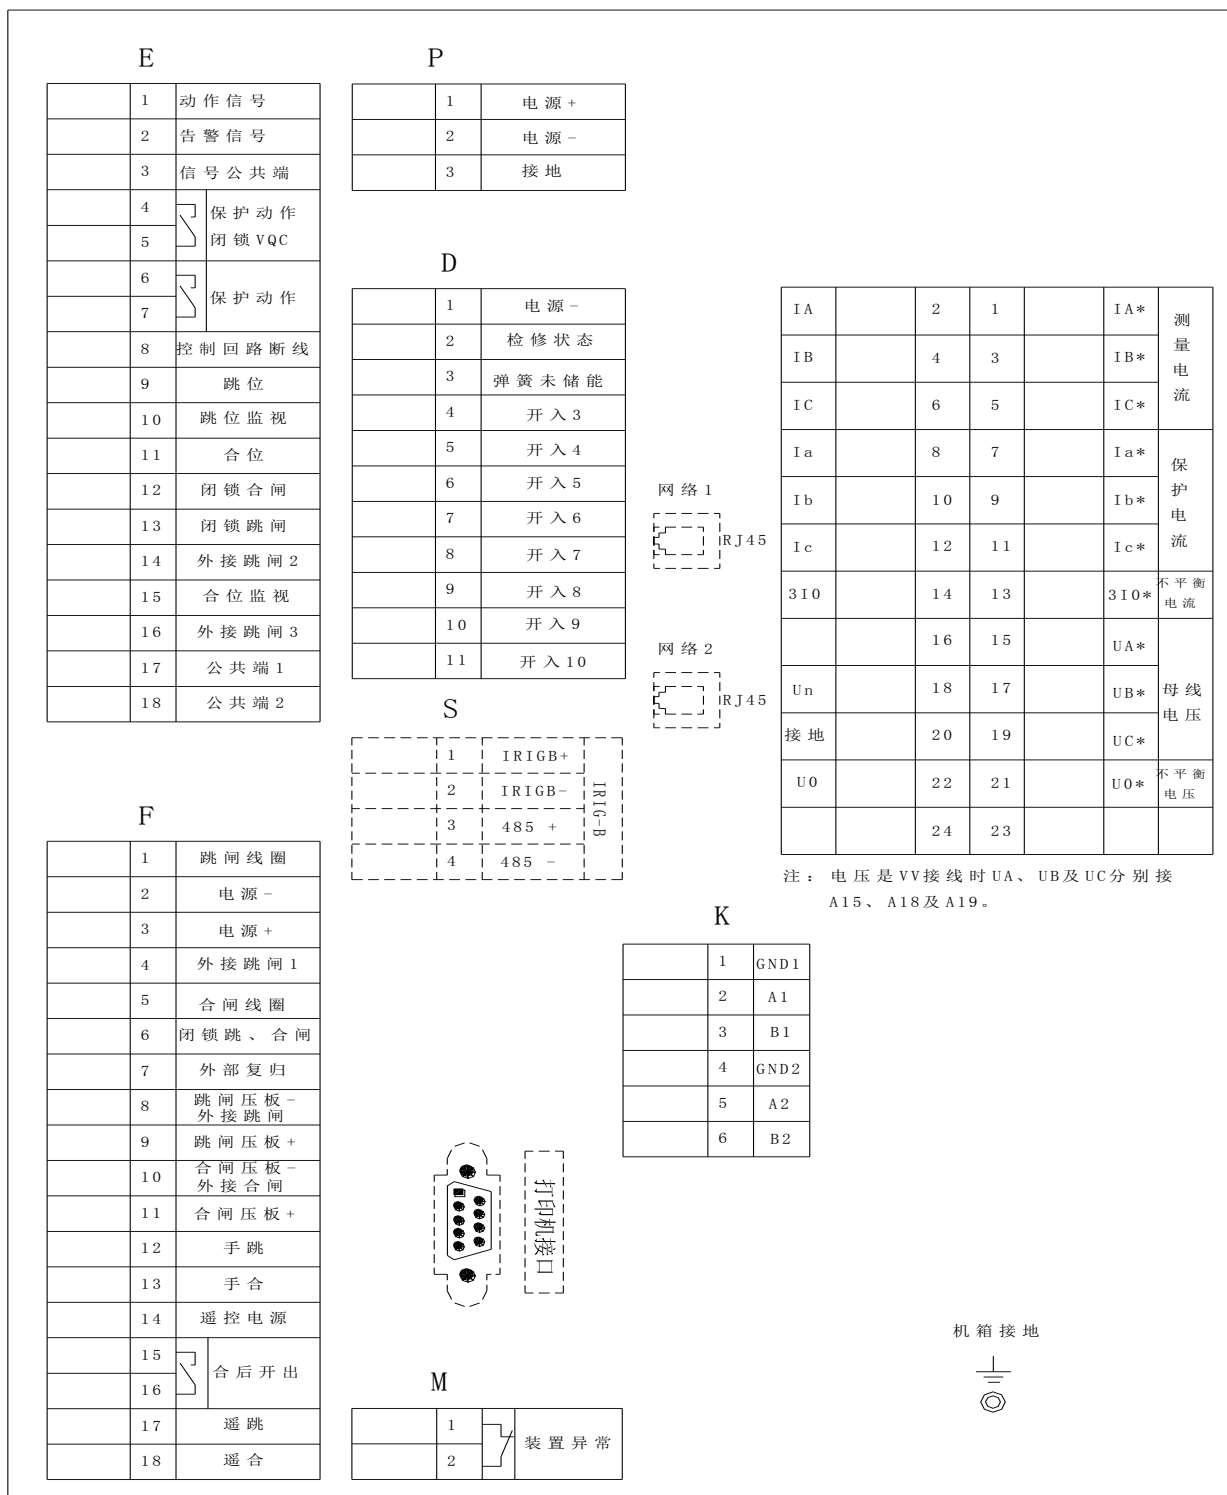 E
1 动作信号
2 告警信号
3 信号公共端
4 保护动作
5 闭锁VQC
6
保护动作
7
8 控制回路断线
9 跳位
10 跳位监视
11 合位
12 闭锁合闸
13 闭锁跳闸
14 外接跳闸2
15 合位监视
16 外接跳闸3
17 公共端1
18 公共端2
F
1 跳闸线圈
2 电源-
3 电源+
4 外接跳闸1
5 合闸线圈
6 闭锁跳、合闸
7 外部复归
8 跳闸压板-
外接跳闸
9 跳闸压板+
10 合闸压板-
外接合闸
11 合闸压板+
12 手跳
13 手合
14 遥控电源
15
合后开出
16
17 遥跳
18 遥合
P
1 电源+
2 电源-
3 接地
D
1 电源-
2 检修状态
3 弹簧未储能
4 开入3
5 开入4
6 开入5
7 开入6
8 开入7
9 开入8
10 开入9
11 开入10
S
1 IRIGB+
2 IRIGB-
3 485 +
4 485 -
IRIG-B
打印机接口
M
1
装置异常
2
网络1
RJ45
网络2
RJ45
IA 2 1 IA*
IB 4 3 IB*
IC 6 5 IC*
测量电流
Ia 8 7 Ia*
Ib 10 9 Ib*
Ic 12 11 Ic*
保护电流
3I0 14 13 3I0* 不平衡
电流
16 15 UA*
Un 18 17 UB* 母线
电压
接地 20 19 UC*
U0 22 21 U0* 不平衡
电压
24 23
注：电压是VV接线时UA、UB及UC分别接
A15、A18及A19。
K
1 GND1
2 A1
3 B1
4 GND2
5 A2
6 B2
机箱接地